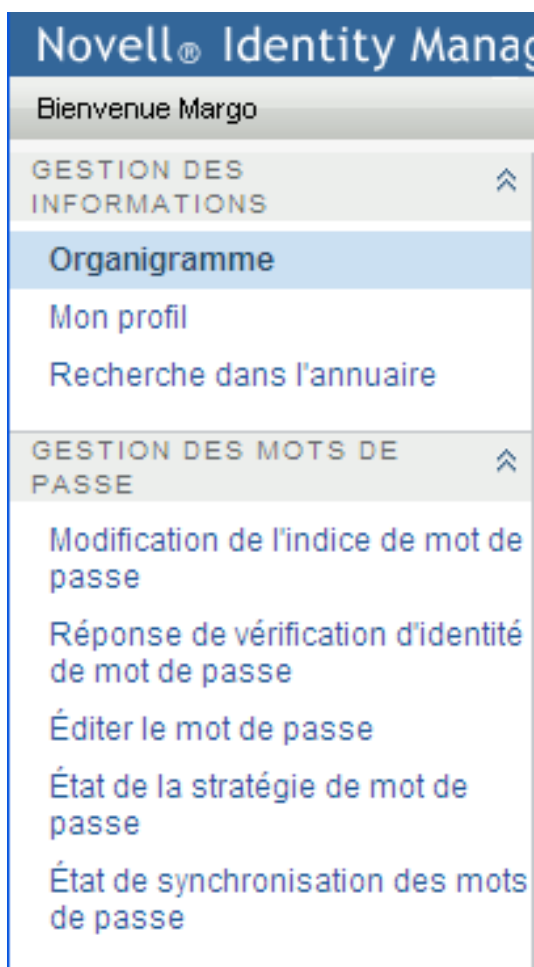 Novell® Identity
Bienvenue Margo
GESTION DES
INFORMATIONS
Organigramme
Mon profil
Recherche dans l'annuaire
GESTION DES MOTS DE
PASSE
Modification de l'indice de mot de
passe
Réponse de vérification d'identité
de mot de passe
Éditer le mot de passe
État de la stratégie de mot de
passe
État de synchronisation des mots
de passe